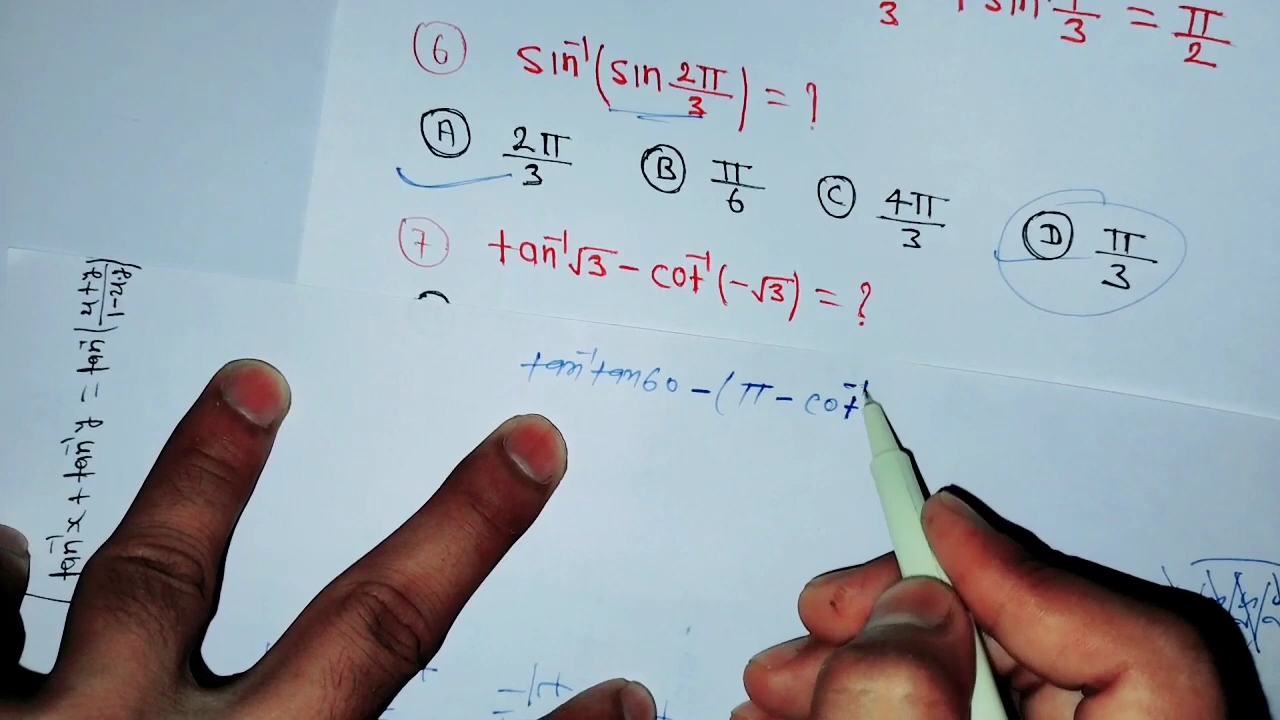 3 + sin⁻¹ 1/3 = π/2
⑥ sin⁻¹(sin 2π/3) = ?
Ⓐ 2π/3 Ⓑ π/6 Ⓒ 4π/3 Ⓓ π/3
⑦ tan⁻¹√3 - cot⁻¹(-√3) = ?
tan⁻¹tan60 - (π - cot⁻¹
tan⁻¹x + tan⁻¹y = tan⁻¹(x+y/1-x.y)